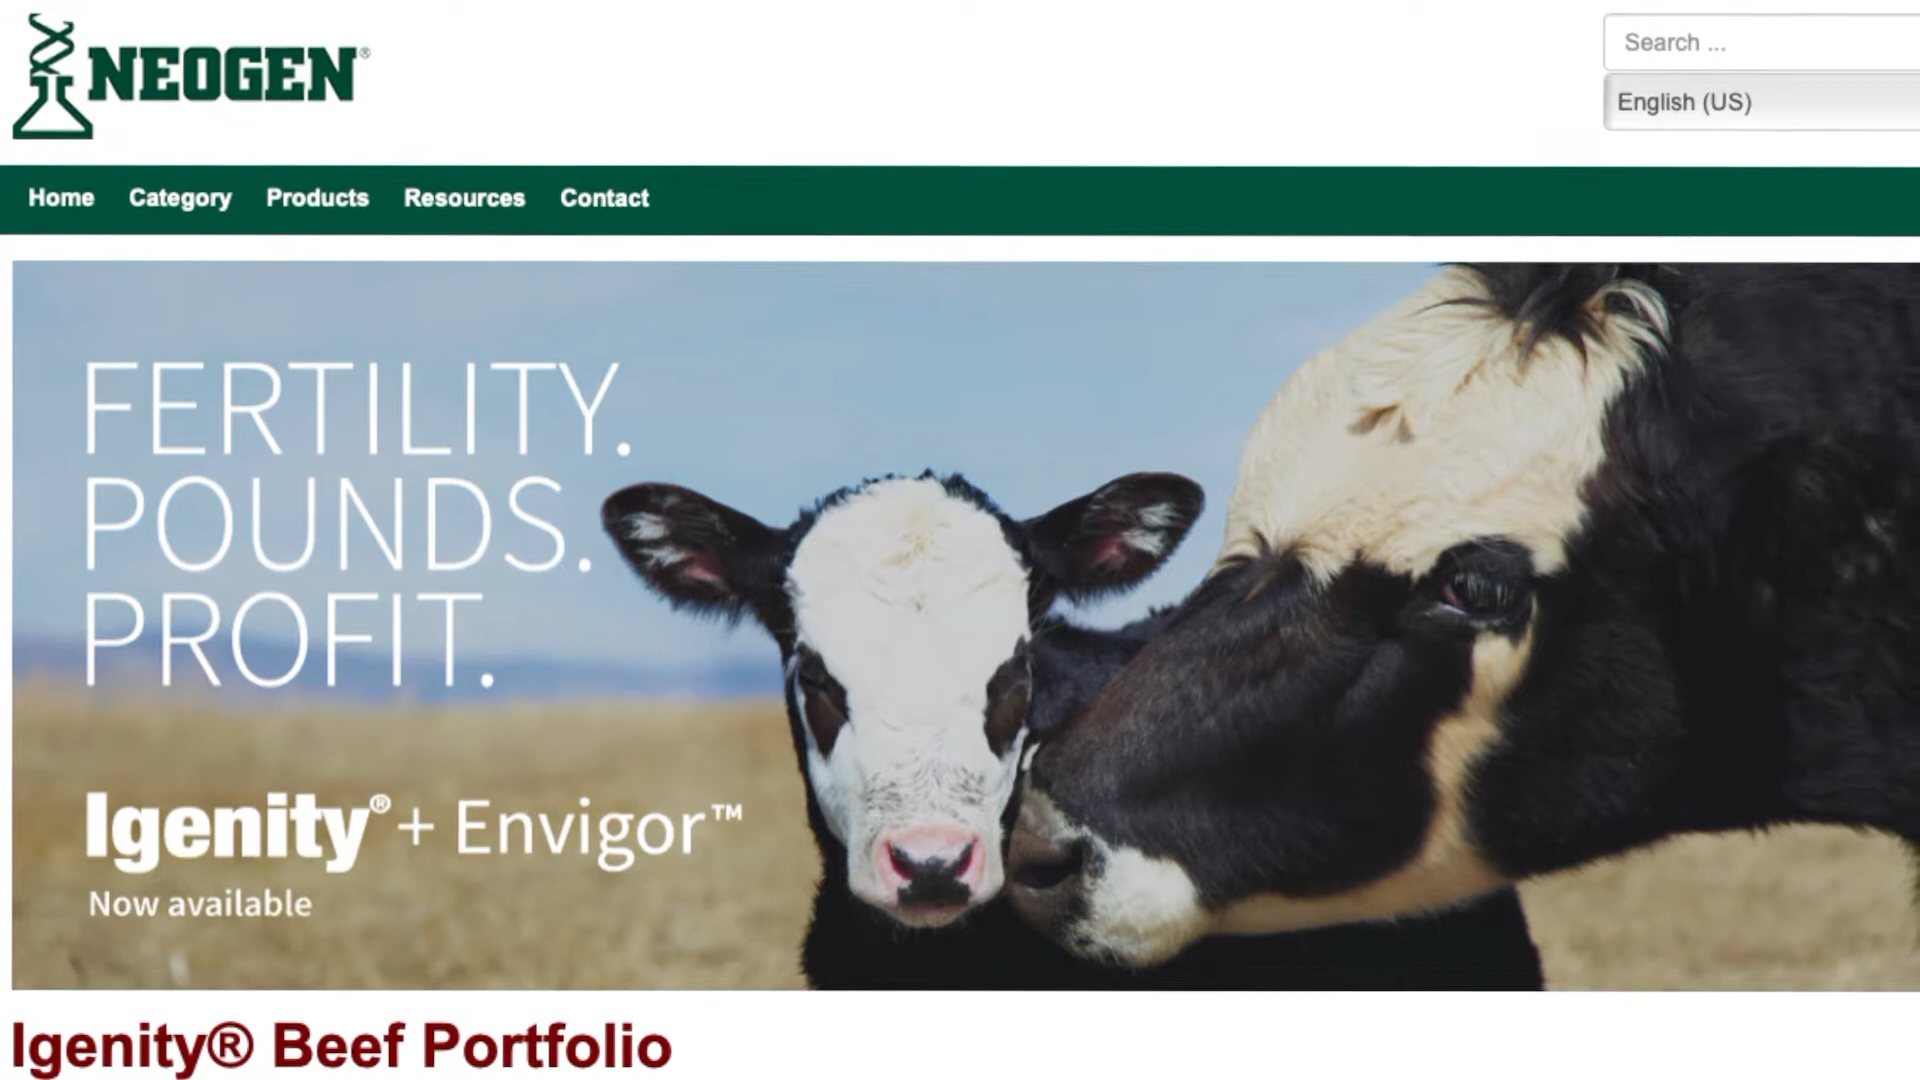 NEOGEN®
Search ...
English (US)
Home Category Products Resources Contact
FERTILITY.
POUNDS.
PROFIT.
Igenity® + Envigor™
Now available
Igenity® Beef Portfolio